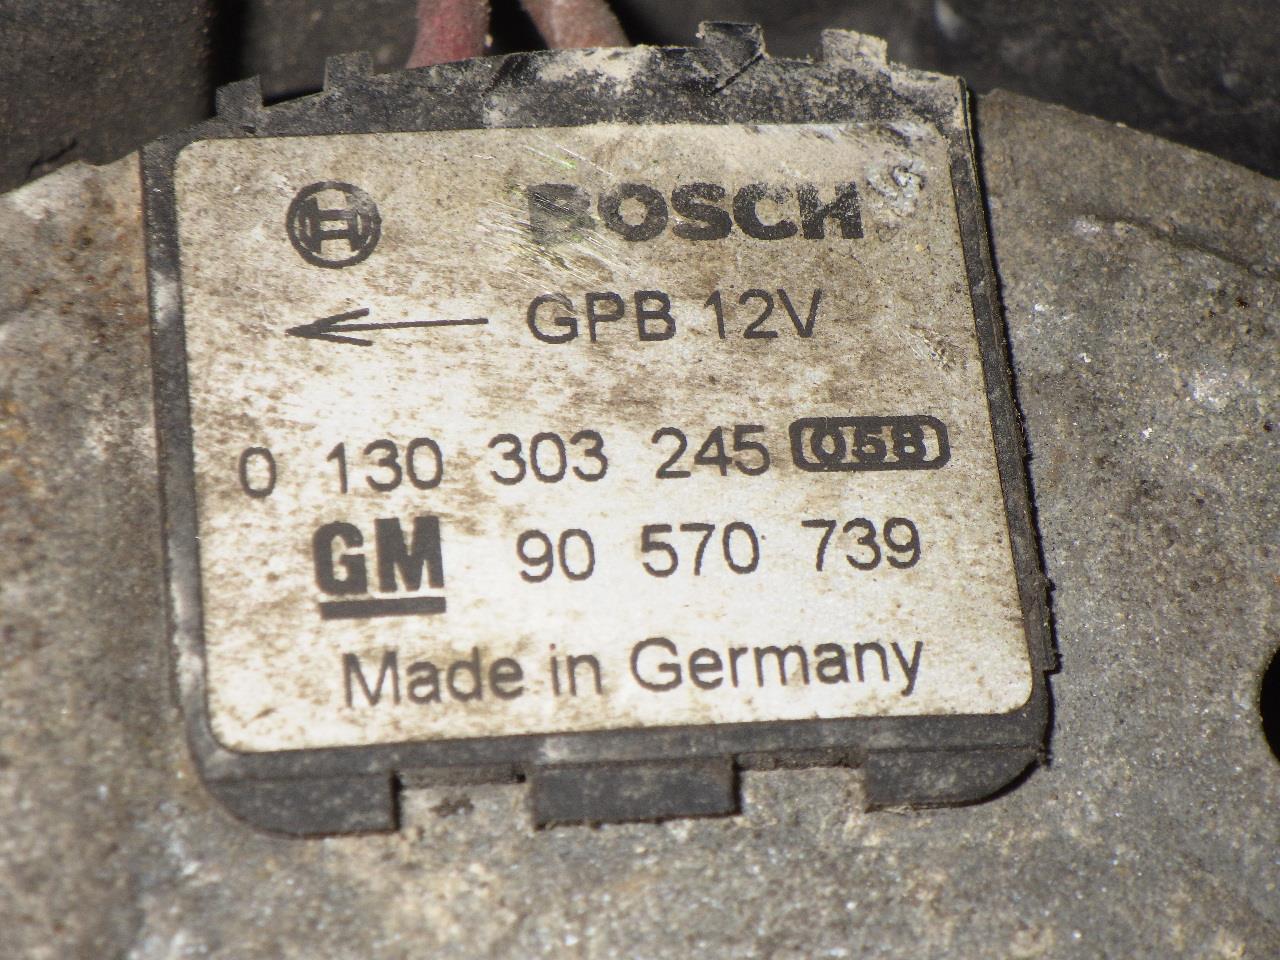 BOSCH
GPB 12V
0 130 303 245 058
GM 90 570 739
Made in Germany